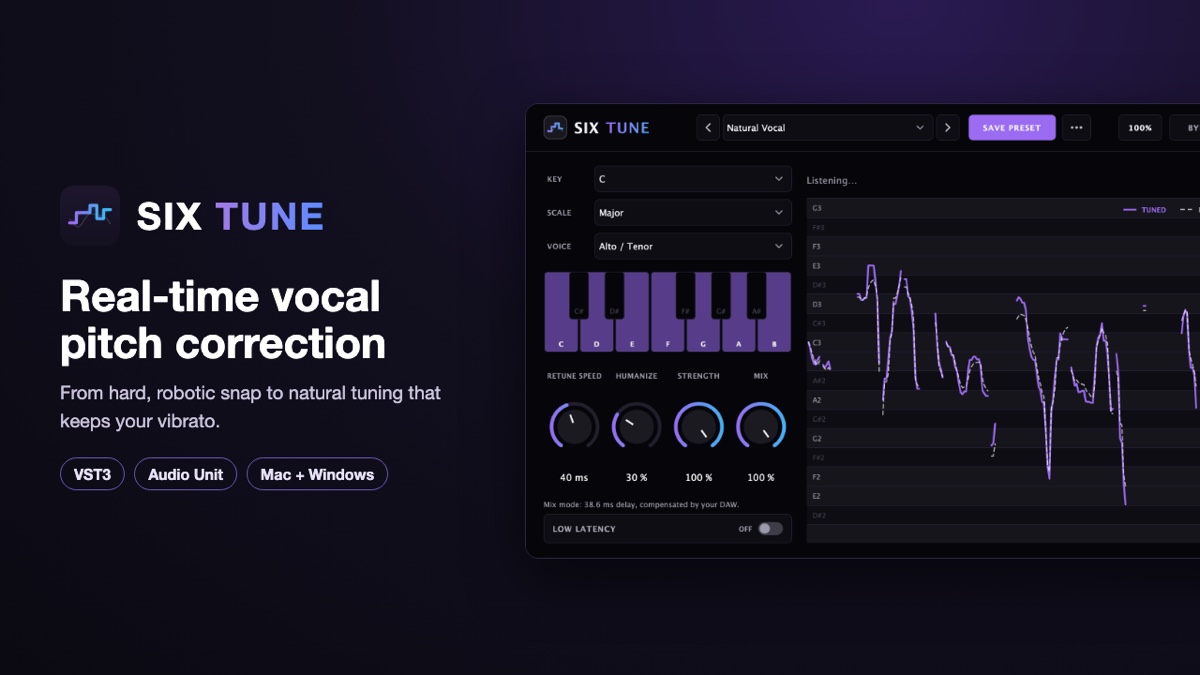 SIX TUNE
Real-time vocal
pitch correction
From hard, robotic snap to natural tuning that
keeps your vibrato.
VST3
Audio Unit
Mac + Windows
SIX TUNE
Natural Vocal
SAVE PRESET
100%
BY
KEY
C
SCALE
Major
VOICE
Alto / Tenor
C# D# F# G# A#
C D E F G A B
RETUNE SPEED HUMANIZE STRENGTH MIX
40 ms 30 % 100 % 100 %
Mix mode: 38.6 ms delay, compensated by your DAW.
LOW LATENCY OFF
Listening...
TUNED
G3
F#3
F3
E3
D#3
D3
C#3
C3
A#2
A2
G#2
G2
F#2
F2
E2
D#2